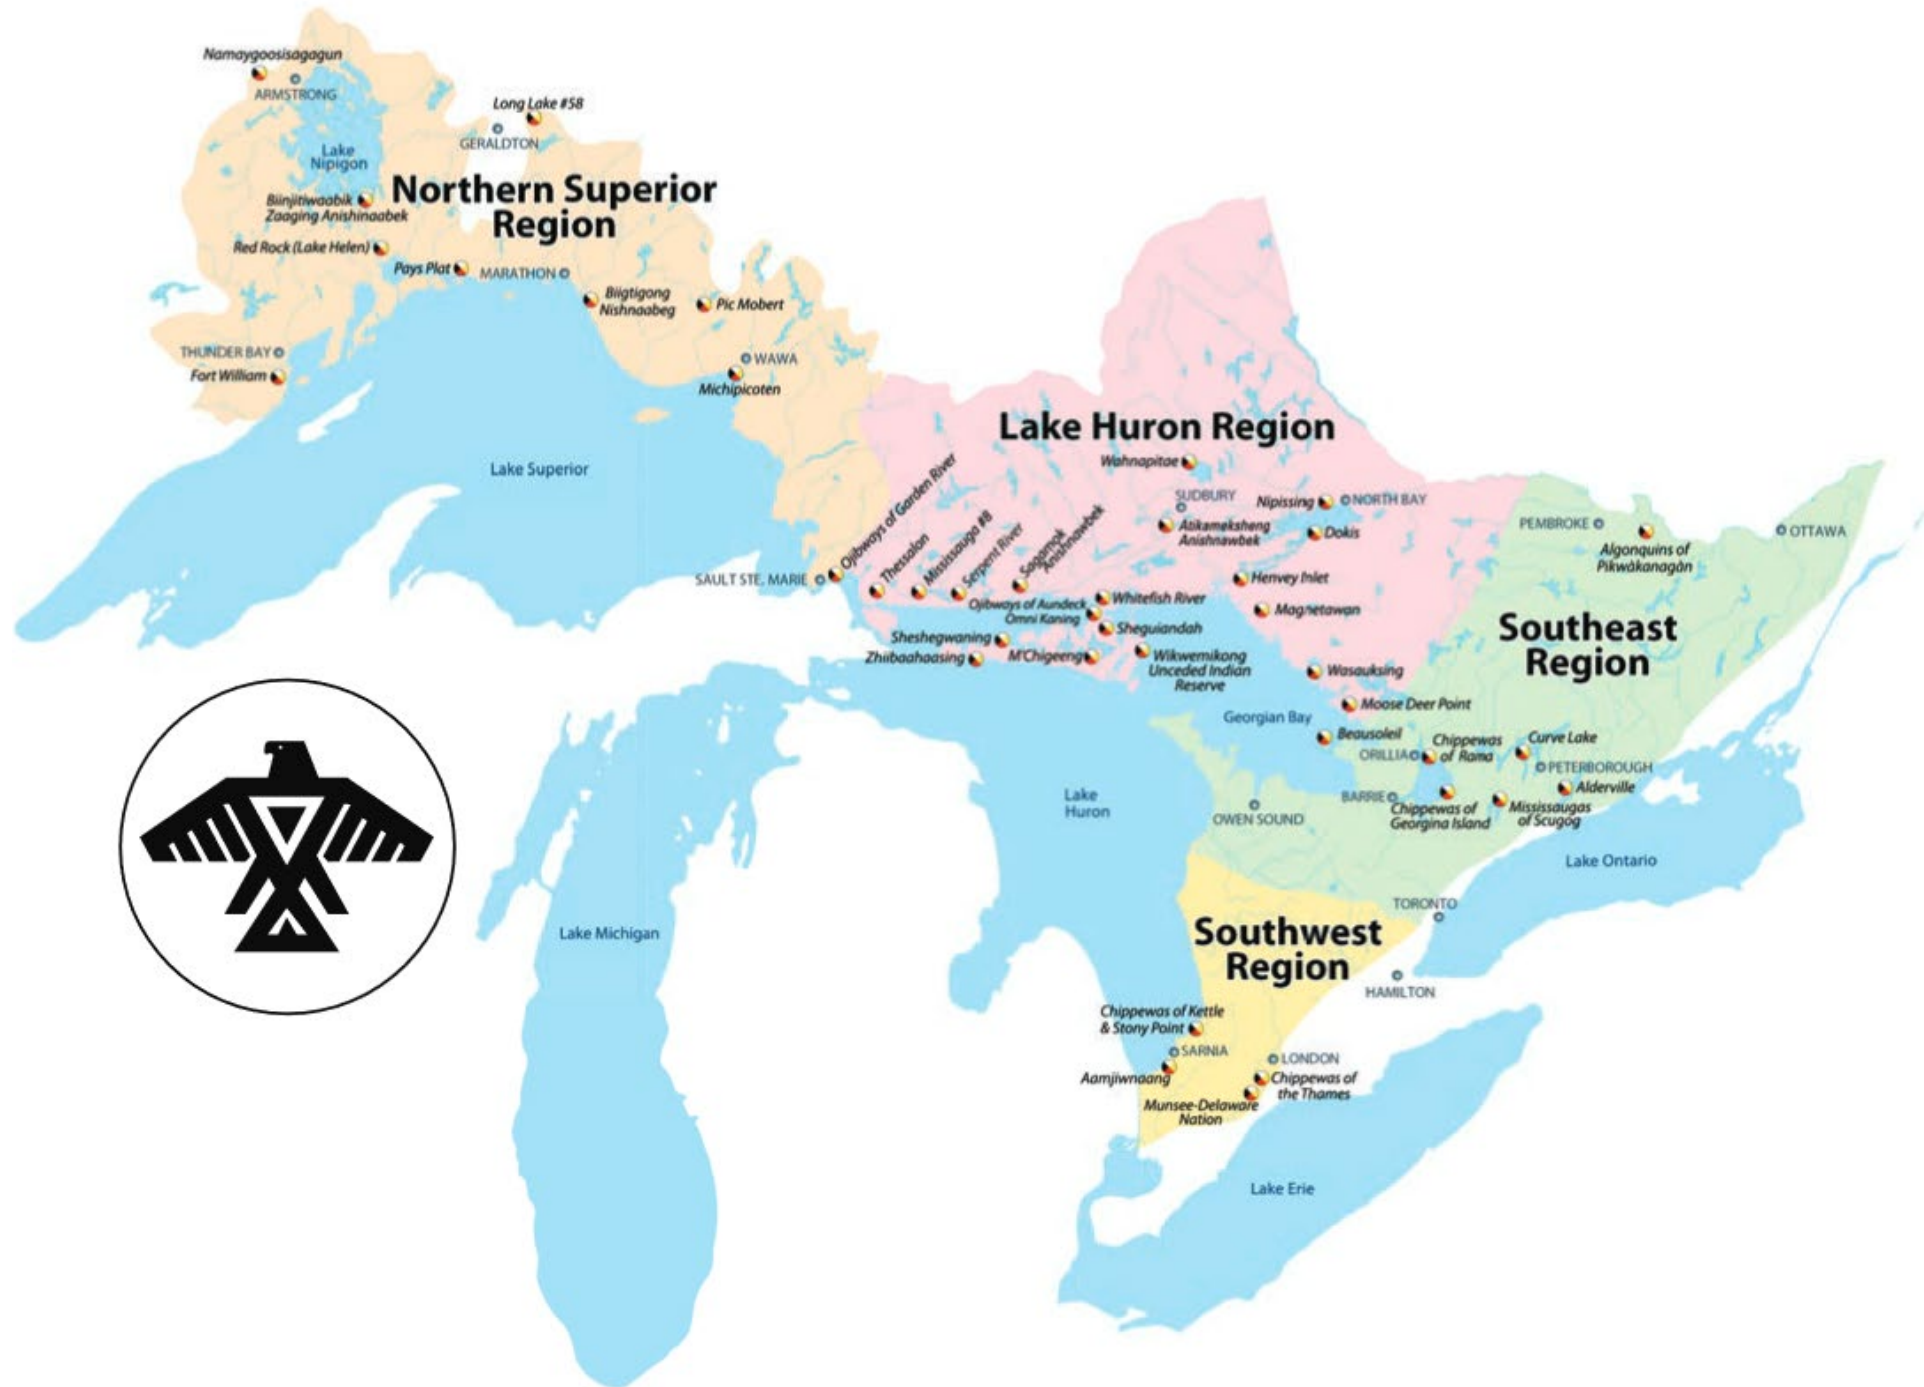 Namaygoosisagagun
ARMSTRONG
Long Lake #58
GERALDTON
Lake
Nipigon
Northern Superior
Region
Biinjitiwaabik
Zaaging Anishinaabek
Red Rock (Lake Helen)
Pays Plat
MARATHON
Biigtigong
Nishnaabeg
Pic Mobert
THUNDER BAY
Fort William
WAWA
Michipicoten
Lake Superior
Lake Huron Region
Wahnapitae
SUDBURY
Nipissing
NORTH BAY
Atikameksheng
Anishnawbek
Dokis
Ojibways of Garden River
Thessalon
Mississauga #8
Serpent River
Sagamok
Anishnawbek
SAULT STE. MARIE
Henvey Inlet
Whitefish River
Ojibways of Aundeck
Omni Kaning
Magnetawan
Sheguiandah
Sheshegwaning
Zhiibaahaasing
M'Chigeeng
Wikwemikong
Unceded Indian
Reserve
Wasauksing
Moose Deer Point
Georgian Bay
Beausoleil
PEMBROKE
OTTAWA
Algonquins of
Pikwàkanagàn
Southeast
Region
ORILLIA
Chippewas
of Rama
Curve Lake
PETERBOROUGH
Alderville
BARRIE
Chippewas of
Georgina Island
Mississaugas
of Scugog
OWEN SOUND
Lake
Huron
Lake Ontario
TORONTO
Lake Michigan
Southwest
Region
HAMILTON
Chippewas of Kettle
& Stony Point
SARNIA
LONDON
Aamjiwnaang
Chippewas of
the Thames
Munsee-Delaware
Nation
Lake Erie